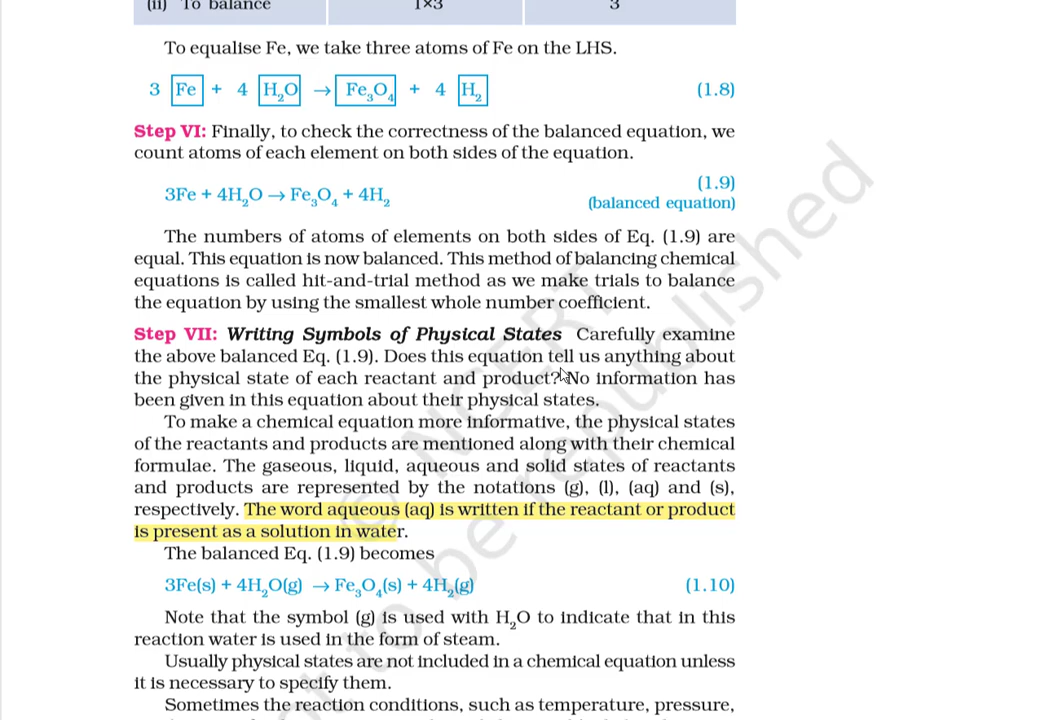 (ii) To balance 1×3 3
To equalise Fe, we take three atoms of Fe on the LHS.
3 Fe + 4 H₂O → Fe₃O₄ + 4 H₂ (1.8)
Step VI: Finally, to check the correctness of the balanced equation, we
count atoms of each element on both sides of the equation.
3Fe + 4H₂O → Fe₃O₄ + 4H₂ (1.9)
(balanced equation)
The numbers of atoms of elements on both sides of Eq. (1.9) are
equal. This equation is now balanced. This method of balancing chemical
equations is called hit-and-trial method as we make trials to balance
the equation by using the smallest whole number coefficient.
Step VII: Writing Symbols of Physical States Carefully examine
the above balanced Eq. (1.9). Does this equation tell us anything about
the physical state of each reactant and product? No information has
been given in this equation about their physical states.
To make a chemical equation more informative, the physical states
of the reactants and products are mentioned along with their chemical
formulae. The gaseous, liquid, aqueous and solid states of reactants
and products are represented by the notations (g), (l), (aq) and (s),
respectively. The word aqueous (aq) is written if the reactant or product
is present as a solution in water.
The balanced Eq. (1.9) becomes
3Fe(s) + 4H₂O(g) → Fe₃O₄(s) + 4H₂(g) (1.10)
Note that the symbol (g) is used with H₂O to indicate that in this
reaction water is used in the form of steam.
Usually physical states are not included in a chemical equation unless
it is necessary to specify them.
Sometimes the reaction conditions, such as temperature, pressure,
© NCERT
not to be republished